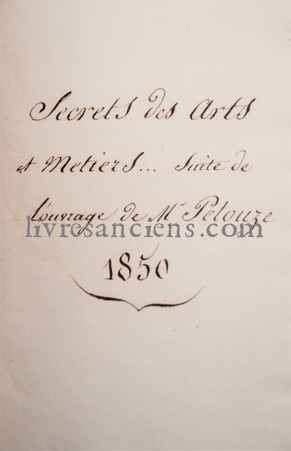 Secrets des Arts
et Metiers... Suite de
l'ouvrage de Mr Pelouze
livresanciens.com
1850